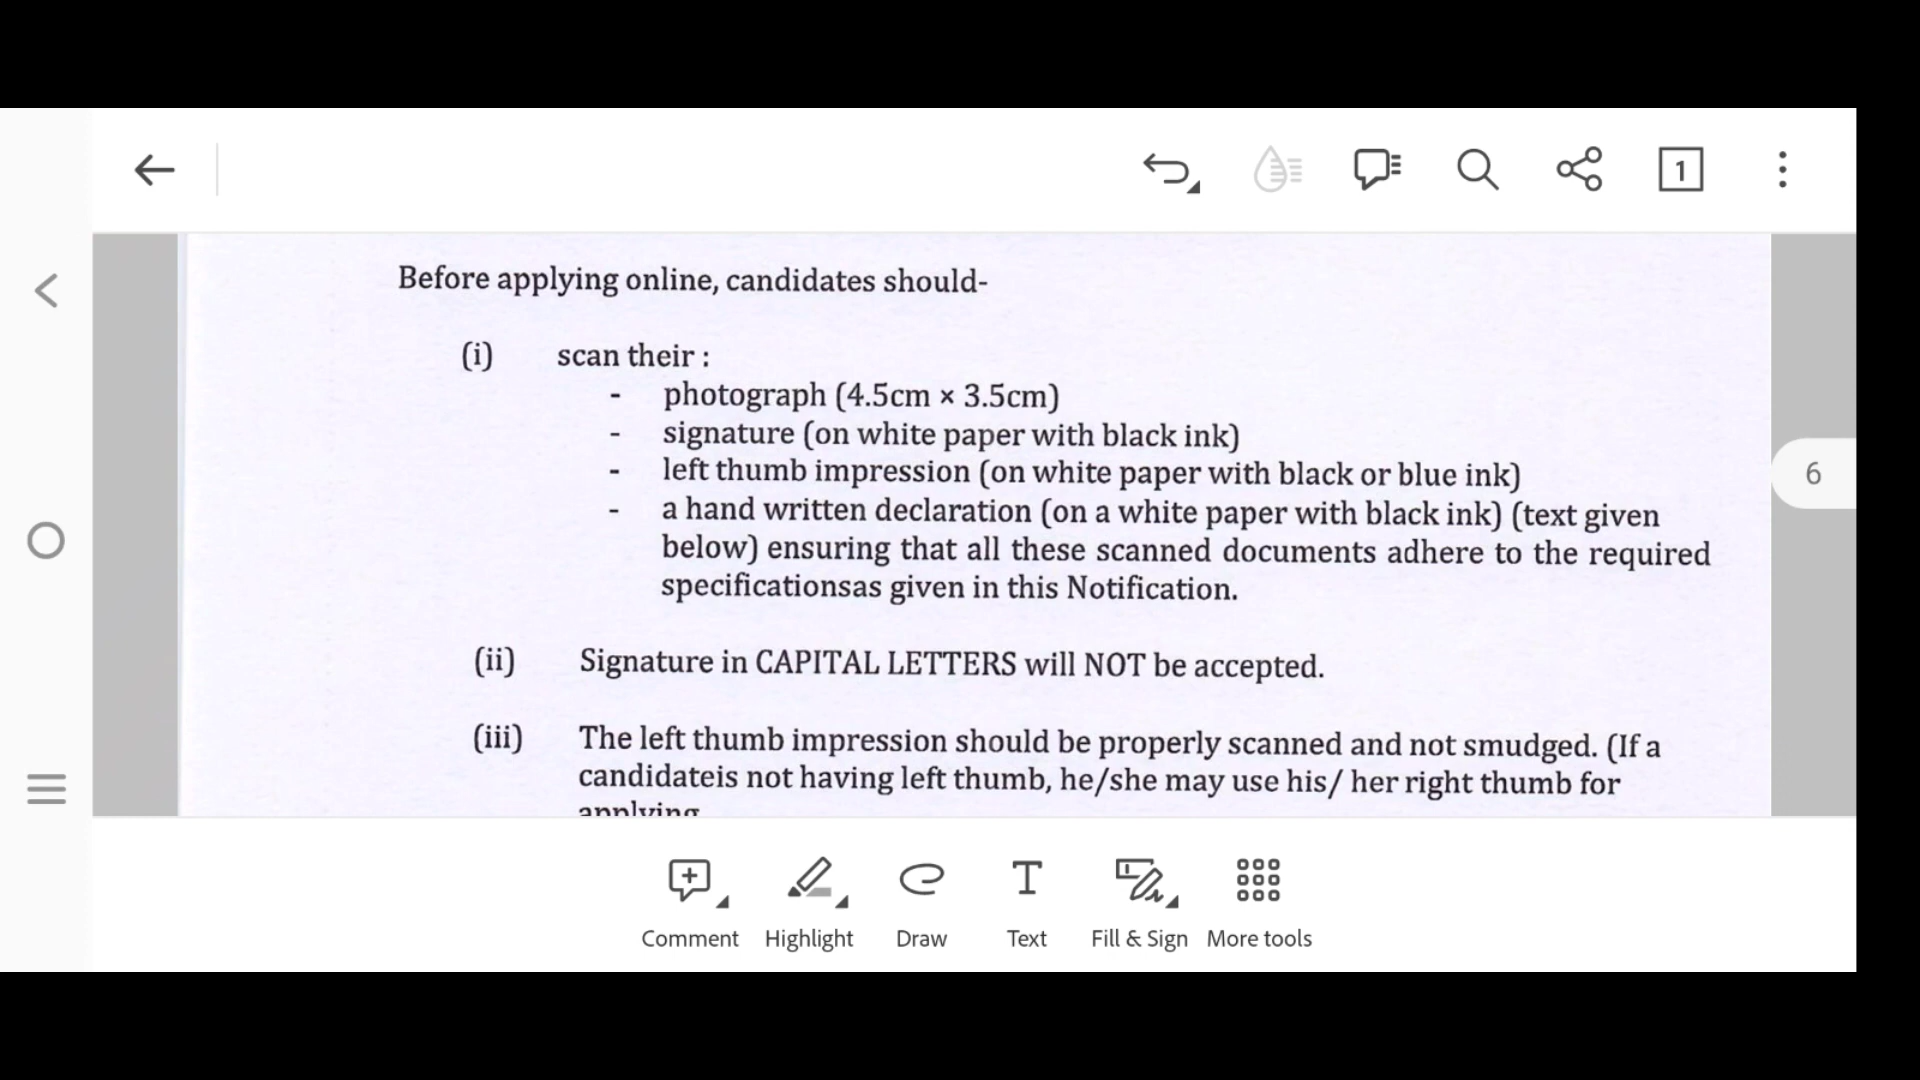 1
Before applying online, candidates should-
(i) scan their :
- photograph (4.5cm × 3.5cm)
- signature (on white paper with black ink)
- left thumb impression (on white paper with black or blue ink)
- a hand written declaration (on a white paper with black ink) (text given
below) ensuring that all these scanned documents adhere to the required
specificationsas given in this Notification.
6
(ii) Signature in CAPITAL LETTERS will NOT be accepted.
(iii) The left thumb impression should be properly scanned and not smudged. (If a
candidateis not having left thumb, he/she may use his/ her right thumb for
applying
Comment Highlight Draw Text Fill & Sign More tools